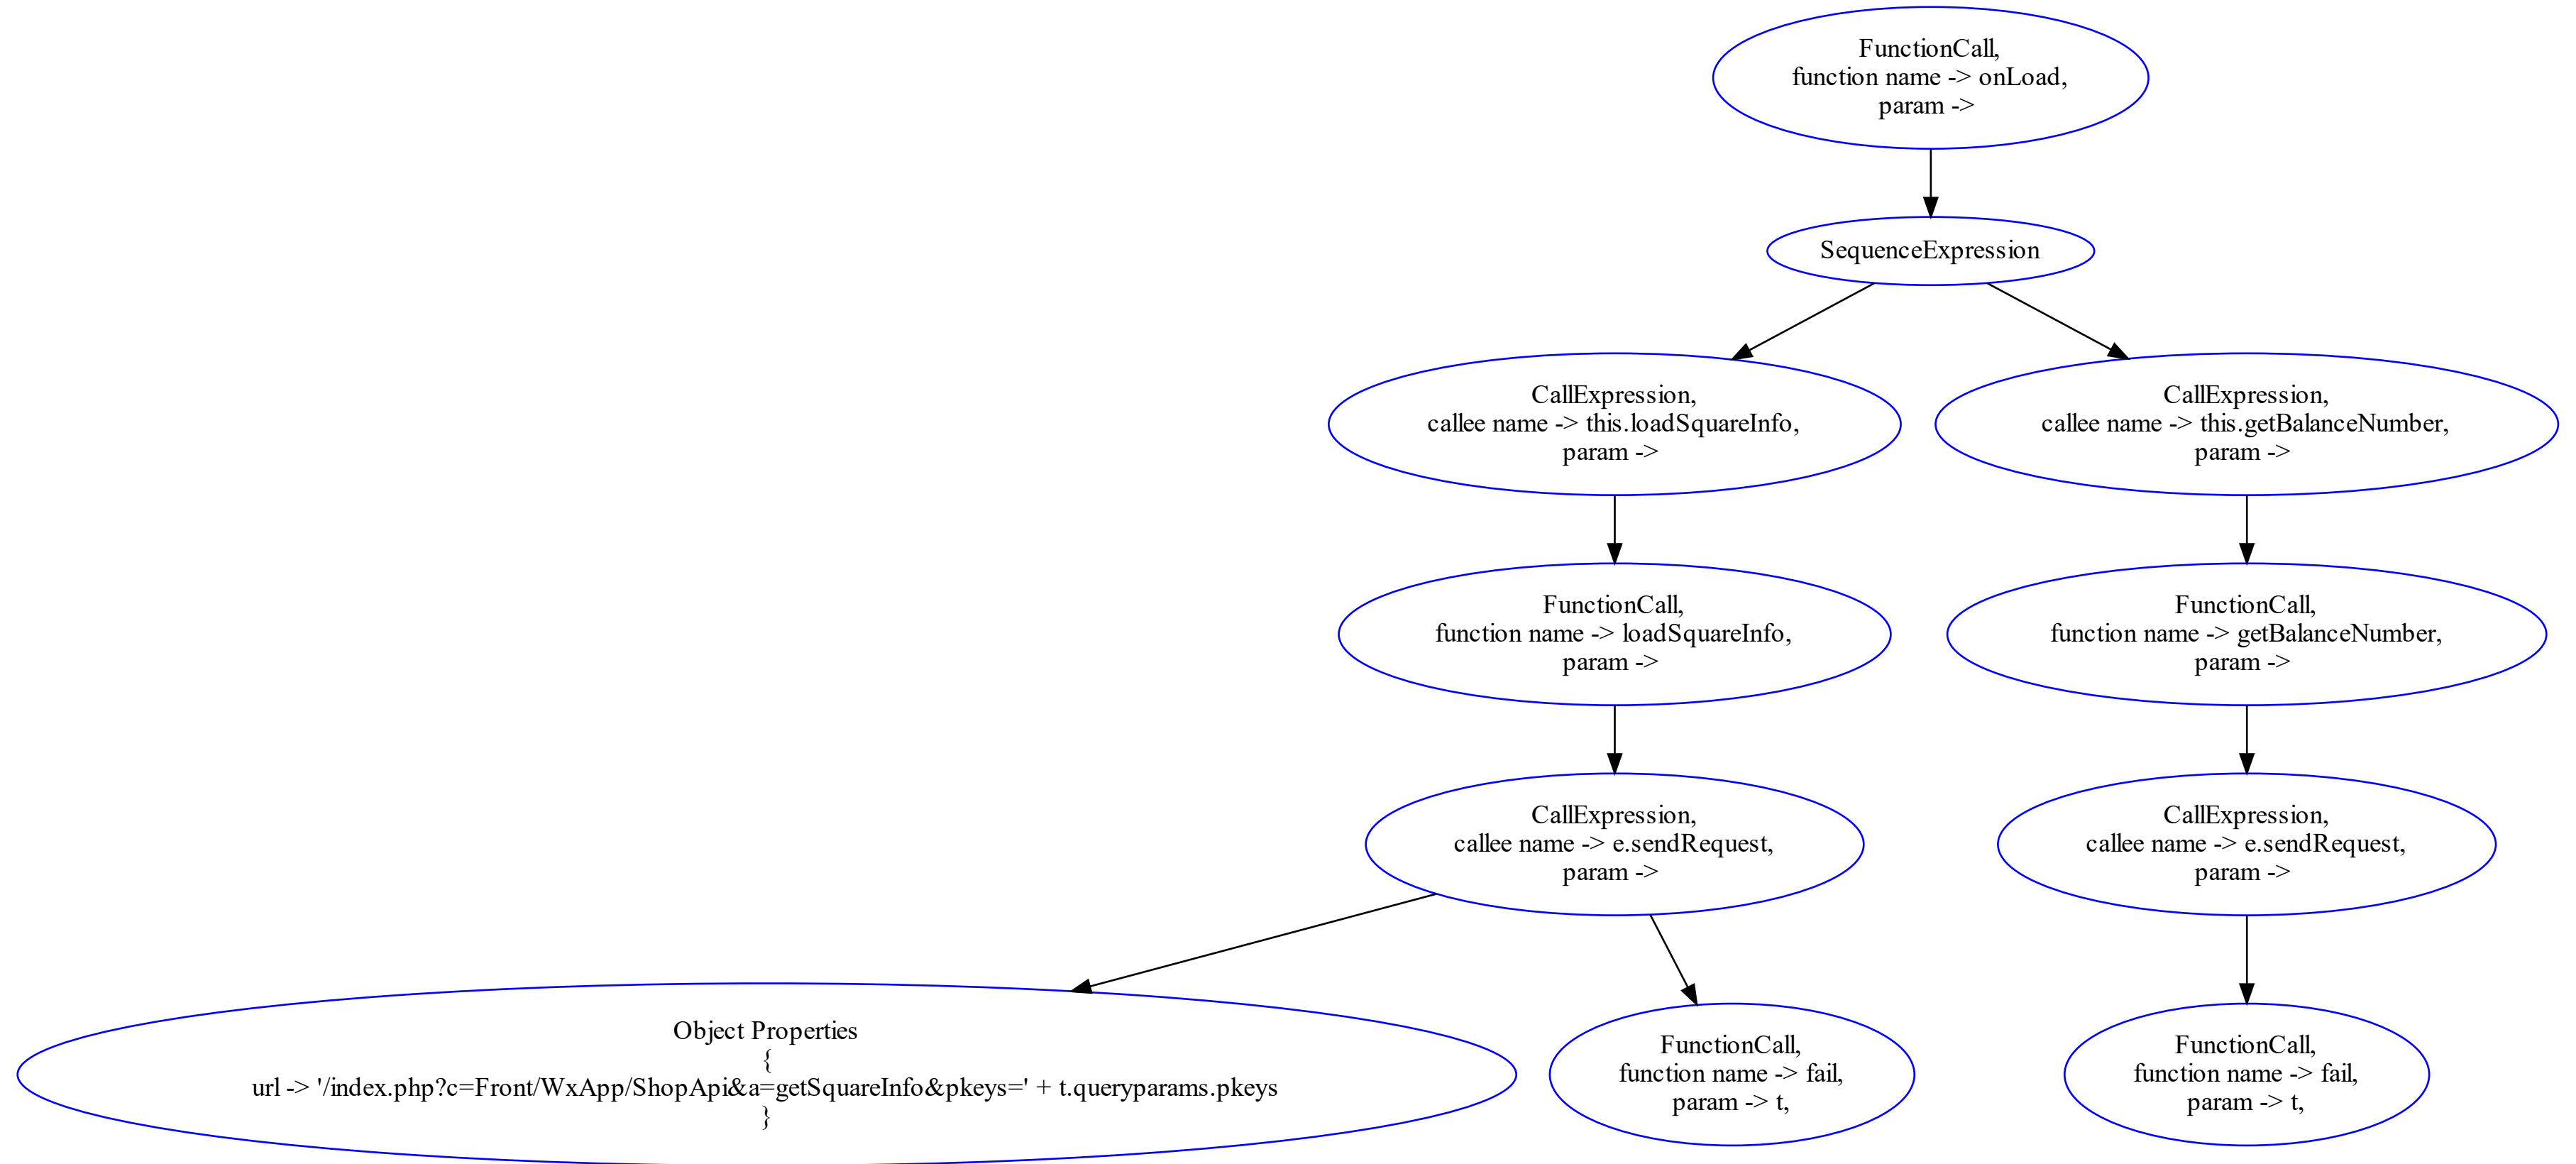 FunctionCall,
function name -> onLoad,
param ->
SequenceExpression
CallExpression,
callee name -> this.loadSquareInfo,
param ->
CallExpression,
callee name -> this.getBalanceNumber,
param ->
FunctionCall,
function name -> loadSquareInfo,
param ->
FunctionCall,
function name -> getBalanceNumber,
param ->
CallExpression,
callee name -> e.sendRequest,
param ->
CallExpression,
callee name -> e.sendRequest,
param ->
Object Properties
{
url -> '/index.php?c=Front/WxApp/ShopApi&a=getSquareInfo&pkeys=' + t.queryparams.pkeys
}
FunctionCall,
function name -> fail,
param -> t,
FunctionCall,
function name -> fail,
param -> t,